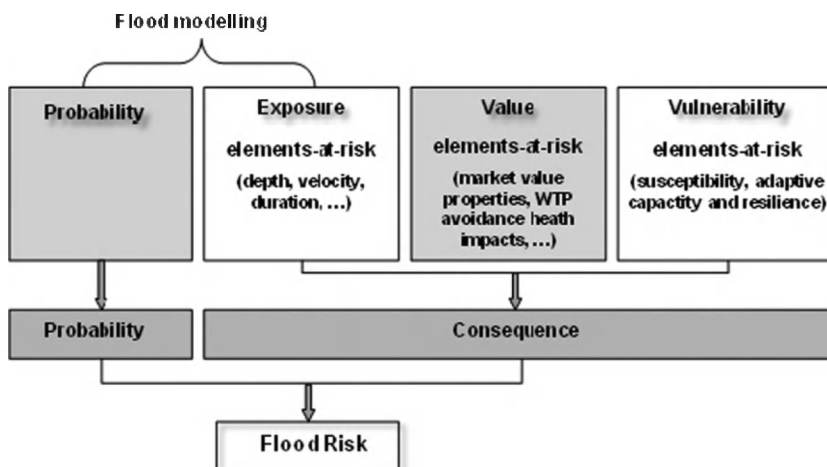 Flood modelling
Probability
Exposure
elements-at-risk
(depth, velocity,
duration, ...)
Value
elements-at-risk
(market value
properties, WTP
avoidance heath
impacts, ...)
Vulnerability
elements-at-risk
(susceptibility, adaptive
capactity and resilience)
Probability
Consequence
Flood Risk